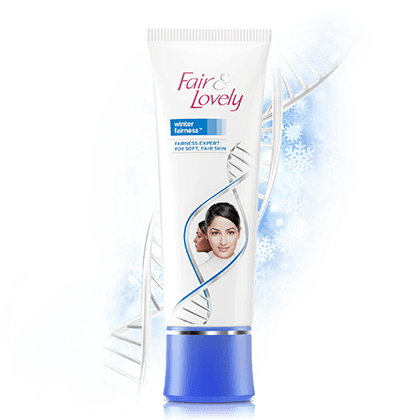 Fair &
Lovely
winter
fairness™
FAIRNESS EXPERT
FOR SOFT, FAIR SKIN